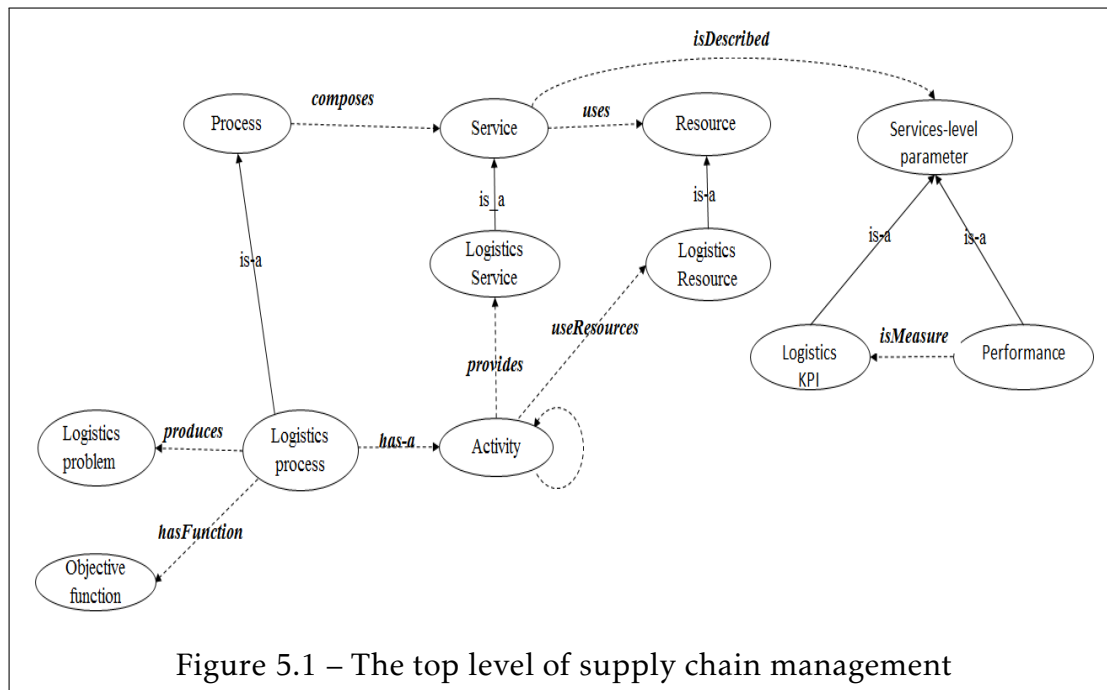 isDescribed
composes
uses
Process
Service
Resource
Services-level
parameter
is_a
is-a
is-a
is-a
is-a
Logistics
Service
Logistics
Resource
useResources
provides
isMeasure
Logistics
KPI
Performance
produces
Logistics
problem
Logistics
process
has-a
Activity
hasFunction
Objective
function
Figure 5.1 – The top level of supply chain management